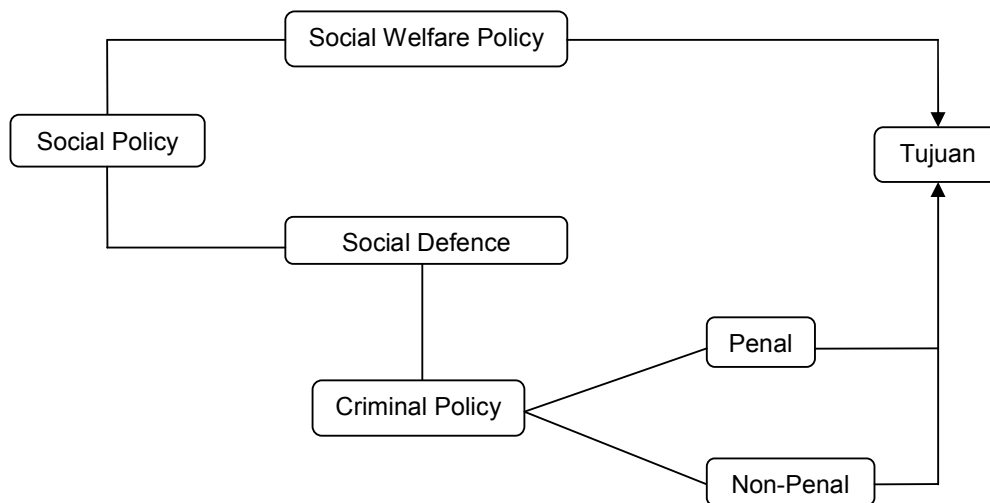 Social Welfare Policy
Social Policy
Tujuan
Social Defence
Penal
Criminal Policy
Non-Penal